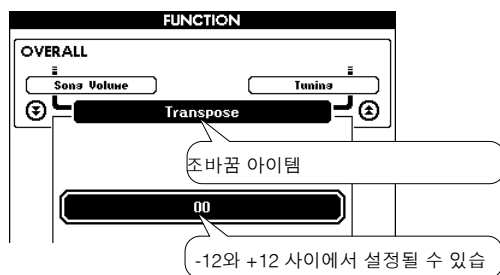 FUNCTION
OVERALL
Song Volume
Tuning
Transpose
조바꿈 아이템
00
-12와 +12 사이에서 설정될 수 있습